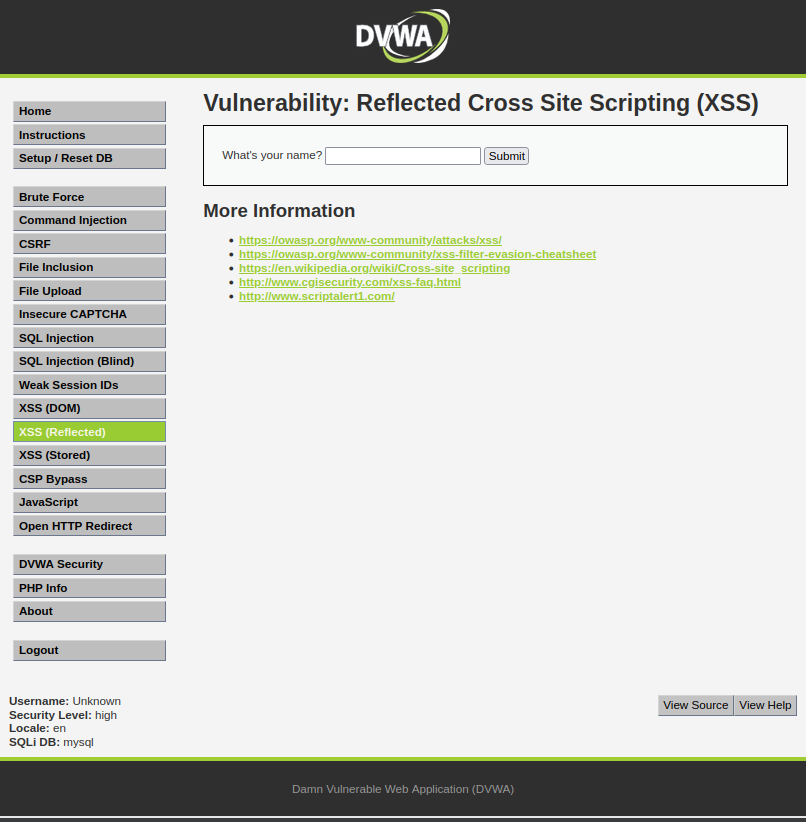 DVWA
Home
Instructions
Setup / Reset DB
Brute Force
Command Injection
CSRF
File Inclusion
File Upload
Insecure CAPTCHA
SQL Injection
SQL Injection (Blind)
Weak Session IDs
XSS (DOM)
XSS (Reflected)
XSS (Stored)
CSP Bypass
JavaScript
Open HTTP Redirect
DVWA Security
PHP Info
About
Logout
Vulnerability: Reflected Cross Site Scripting (XSS)
What's your name? Submit
More Information
https://owasp.org/www-community/attacks/xss/
https://owasp.org/www-community/xss-filter-evasion-cheatsheet
https://en.wikipedia.org/wiki/Cross-site_scripting
http://www.cgisecurity.com/xss-faq.html
http://www.scriptalert1.com/
Username: Unknown
Security Level: high
Locale: en
SQLi DB: mysql
View Source View Help
Damn Vulnerable Web Application (DVWA)